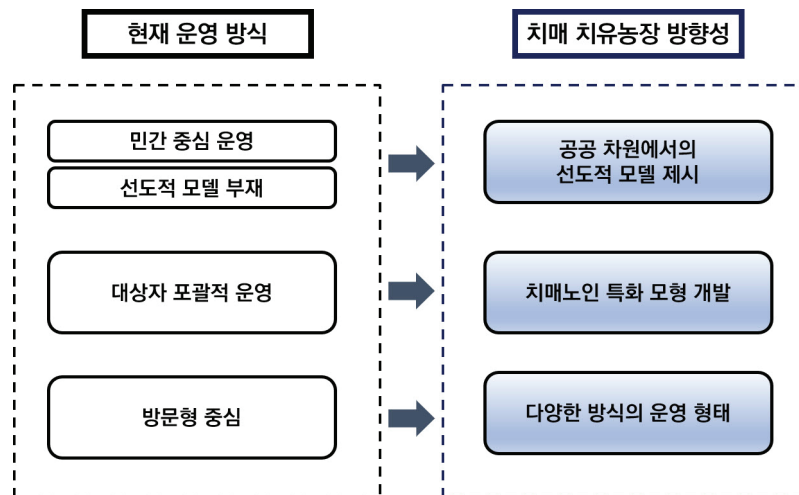 현재 운영 방식
치매 치유농장 방향성
민간 중심 운영
선도적 모델 부재
공공 차원에서의
선도적 모델 제시
대상자 포괄적 운영
치매노인 특화 모형 개발
방문형 중심
다양한 방식의 운영 형태